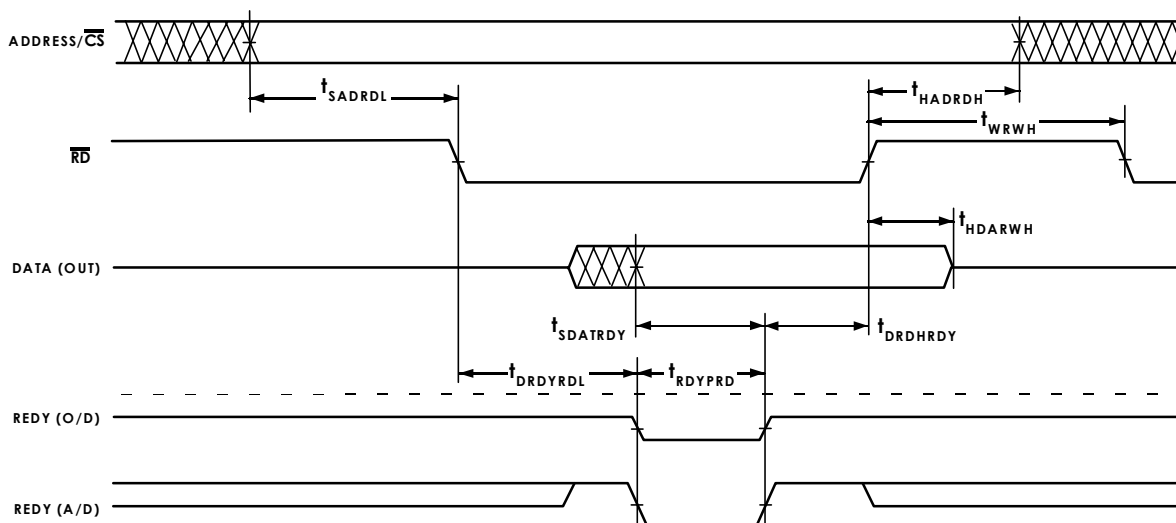 ADDRESS/CS
tSADRDL
tHADRDH
tWRWH
RD
tHDARWH
DATA (OUT)
tSDATRDY
tDRDHRDY
tDRDYRDL
tRDYPRD
REDY (O/D)
REDY (A/D)